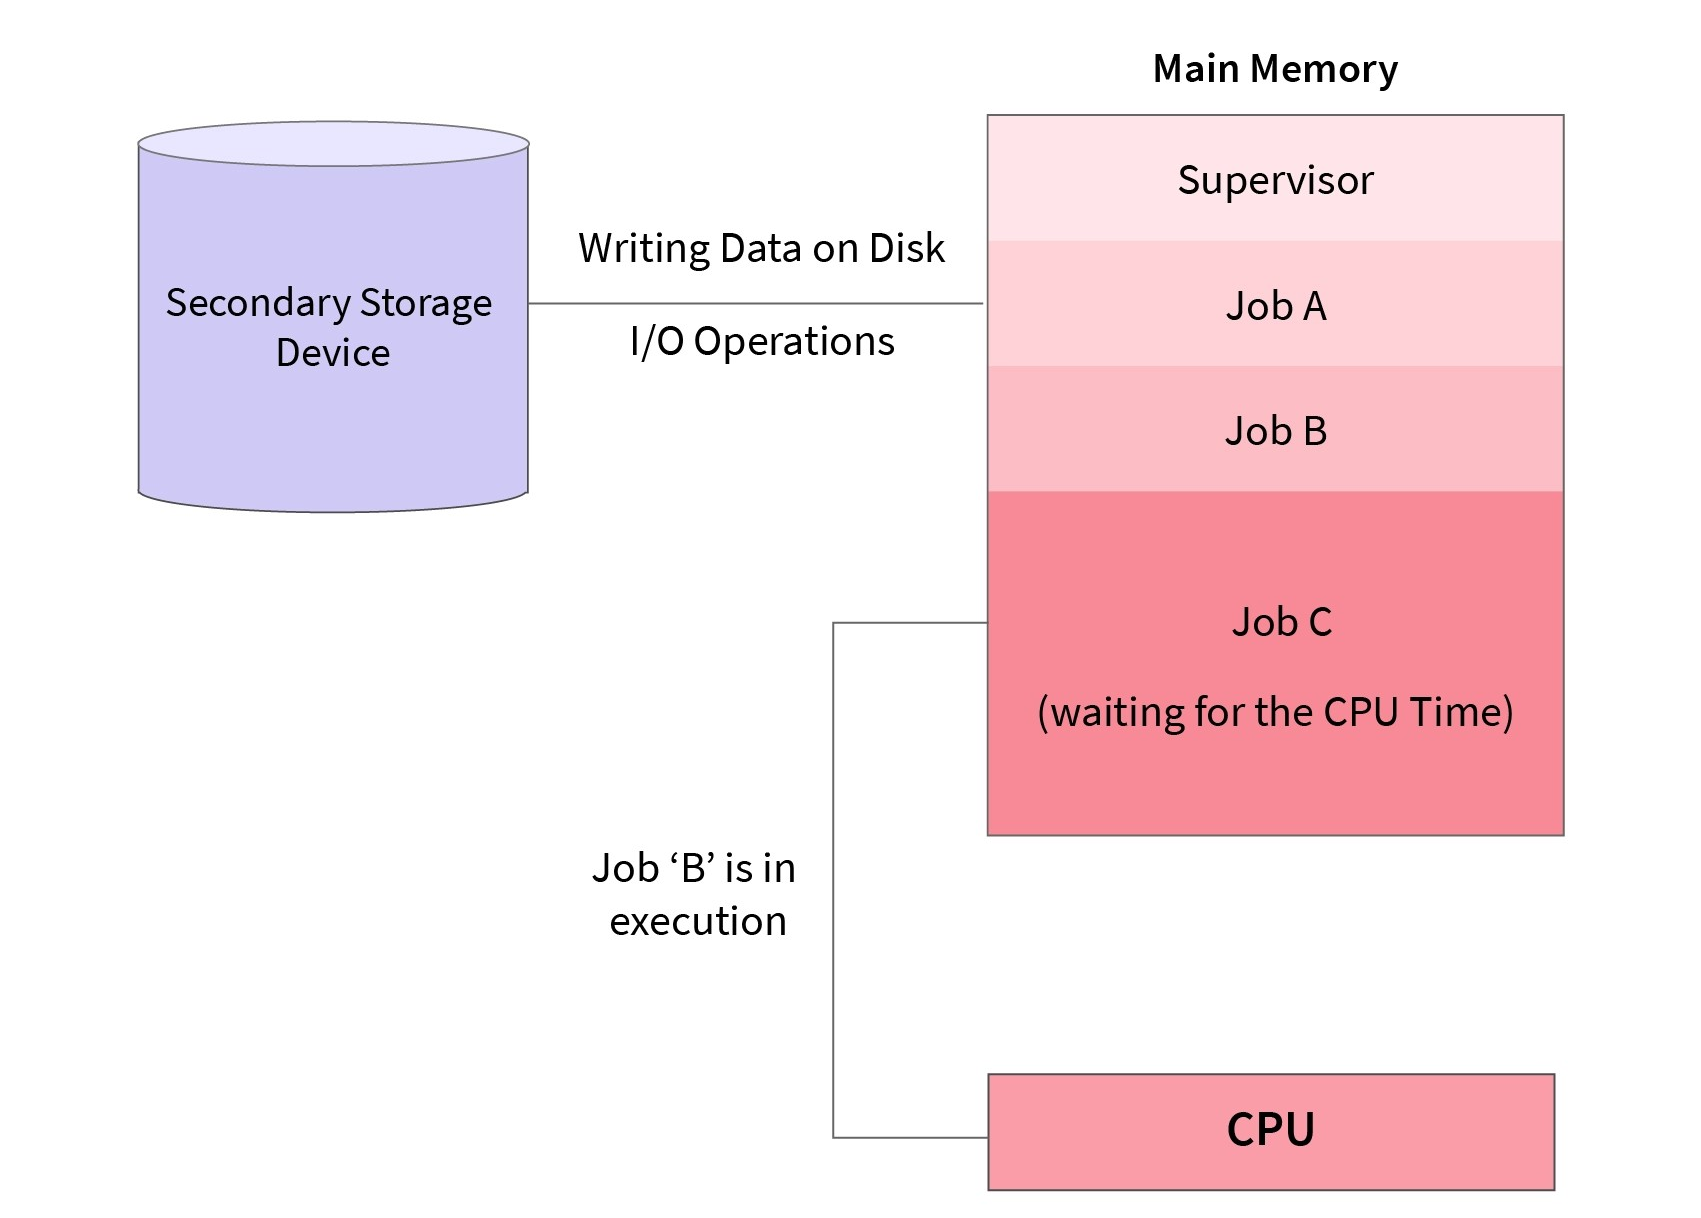 Main Memory
Supervisor
Writing Data on Disk
Secondary Storage
Device
Job A
I/O Operations
Job B
Job C
(waiting for the CPU Time)
Job ‘B’ is in
execution
CPU